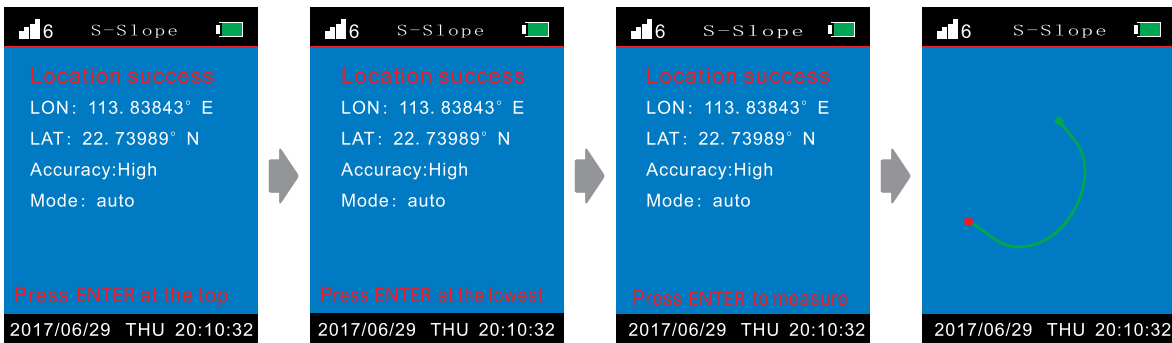 6 S-Slope
Location success
LON: 113.83843° E
LAT: 22.73989° N
Accuracy:High
Mode: auto
Press ENTER at the top
2017/06/29 THU 20:10:32
6 S-Slope
Location success
LON: 113.83843° E
LAT: 22.73989° N
Accuracy:High
Mode: auto
Press ENTER at the lowest
2017/06/29 THU 20:10:32
6 S-Slope
Location success
LON: 113.83843° E
LAT: 22.73989° N
Accuracy:High
Mode: auto
Press ENTER to measure
2017/06/29 THU 20:10:32
6 S-Slope
2017/06/29 THU 20:10:32